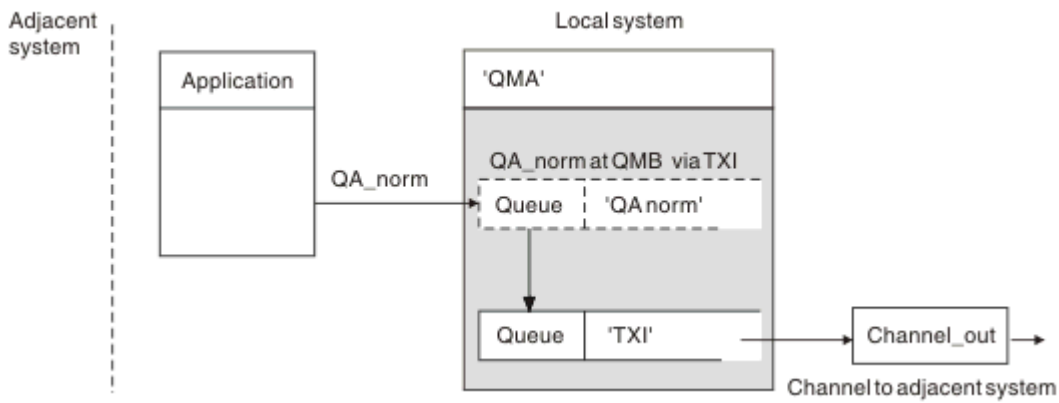 Adjacent
system
Local system
Application
'QMA'
QA_norm at QMB via TXI
QA_norm
Queue
'QA norm'
Queue
'TXI'
Channel_out
Channel to adjacent system